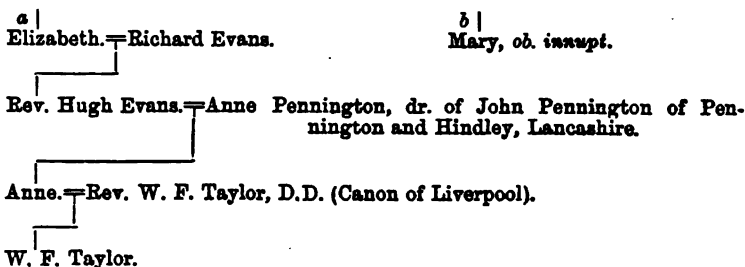 a | b |
Elizabeth.=Richard Evans. Mary, ob. innupt.
Rev. Hugh Evans.=Anne Pennington, dr. of John Pennington of Pen-
nington and Hindley, Lancashire.
Anne.=Rev. W. F. Taylor, D.D. (Canon of Liverpool).
W. F. Taylor.